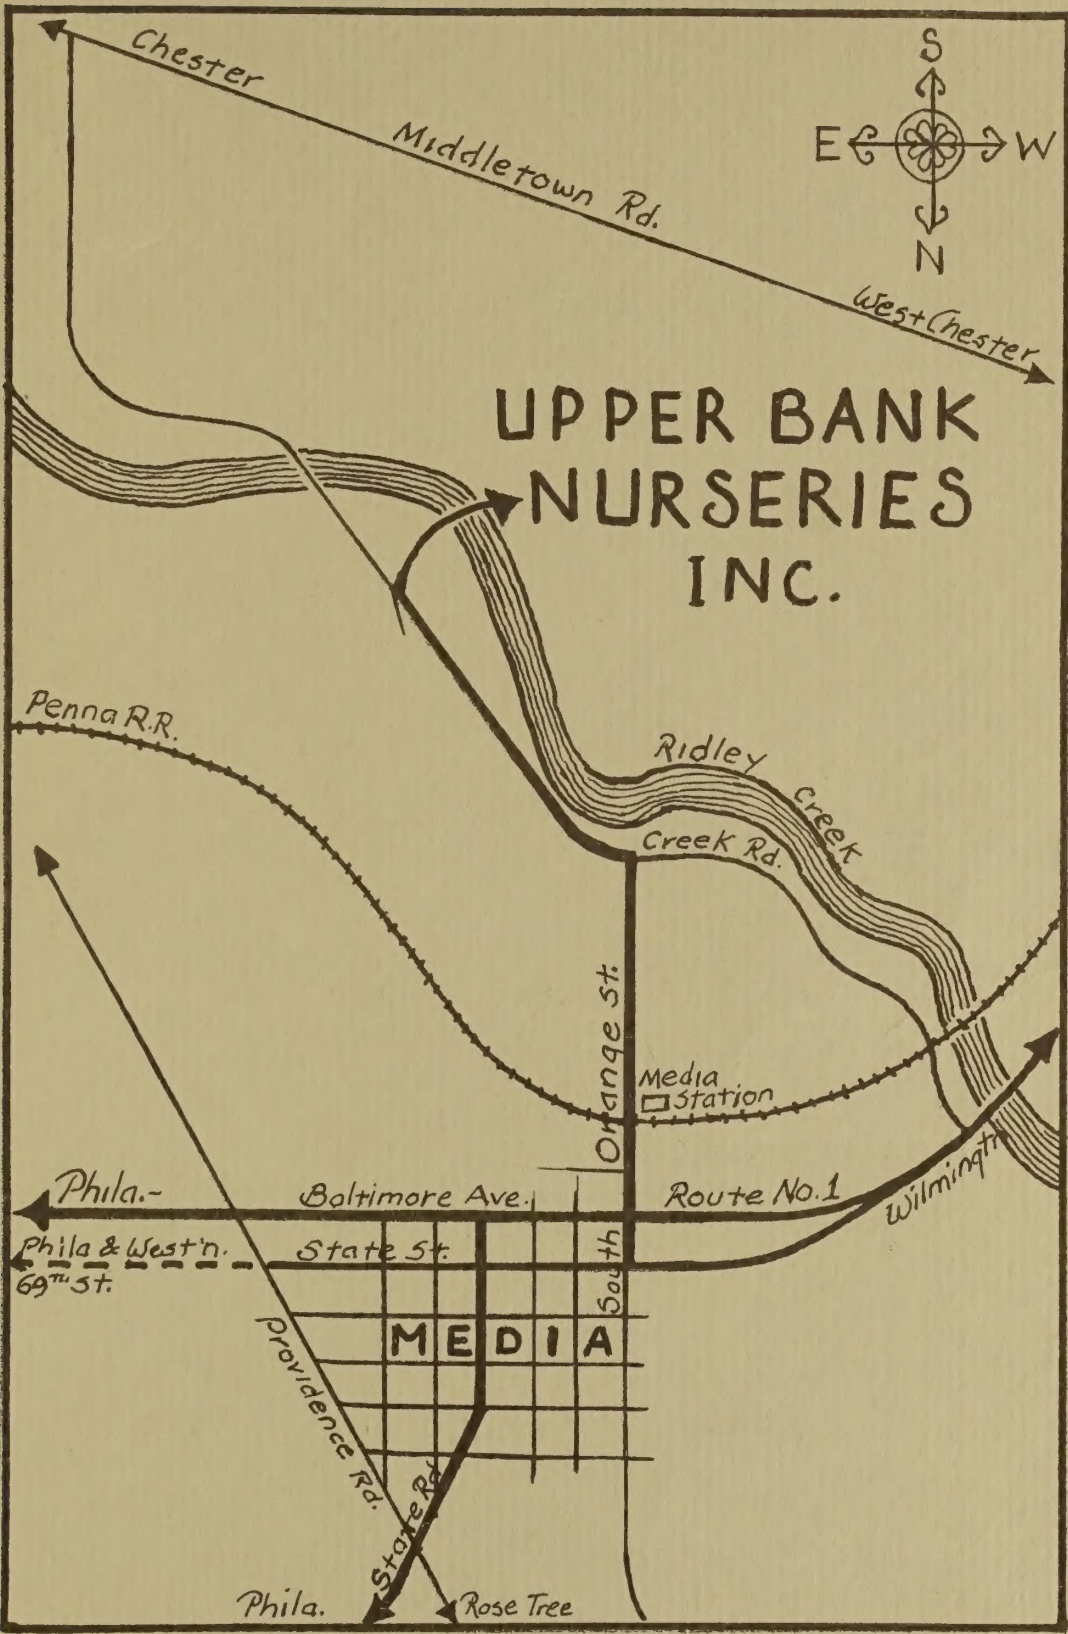 S
E W
N
Chester
Middletown Rd.
West Chester
UPPER BANK
NURSERIES
INC.
Penna R.R.
Ridley Creek
Creek Rd.
South Orange St.
Media
Station
Phila.-
Baltimore Ave.
Route No. 1
Wilmingt'n
Phila & West'n.
69TH St.
State St.
MEDIA
Providence Rd.
State Rd.
Phila.
Rose Tree